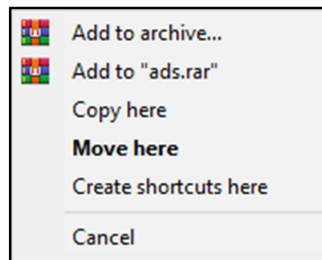 Add to archive...
Add to "ads.rar"
Copy here
Move here
Create shortcuts here
Cancel